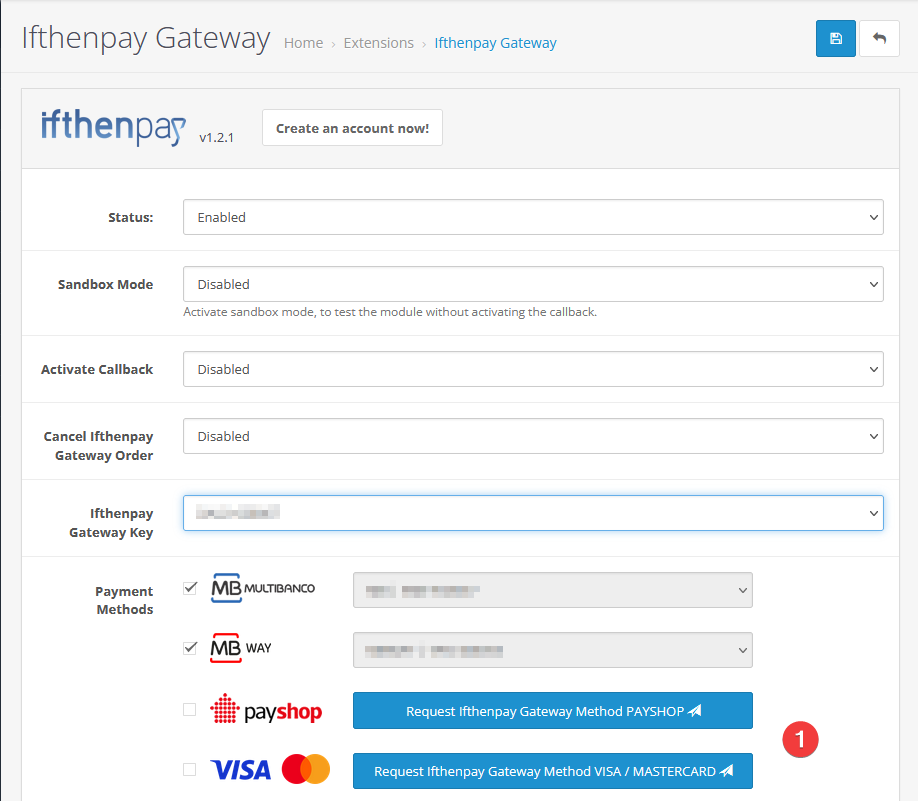 Ifthenpay Gateway Home › Extensions › Ifthenpay Gateway
ifthenpay v1.2.1 Create an account now!
Status: Enabled
Sandbox Mode Disabled
Activate sandbox mode, to test the module without activating the callback.
Activate Callback Disabled
Cancel Ifthenpay
Gateway Order
Disabled
Ifthenpay
Gateway Key
Payment
Methods
MB MULTIBANCO
MB WAY
payshop Request Ifthenpay Gateway Method PAYSHOP
1
VISA Request Ifthenpay Gateway Method VISA / MASTERCARD